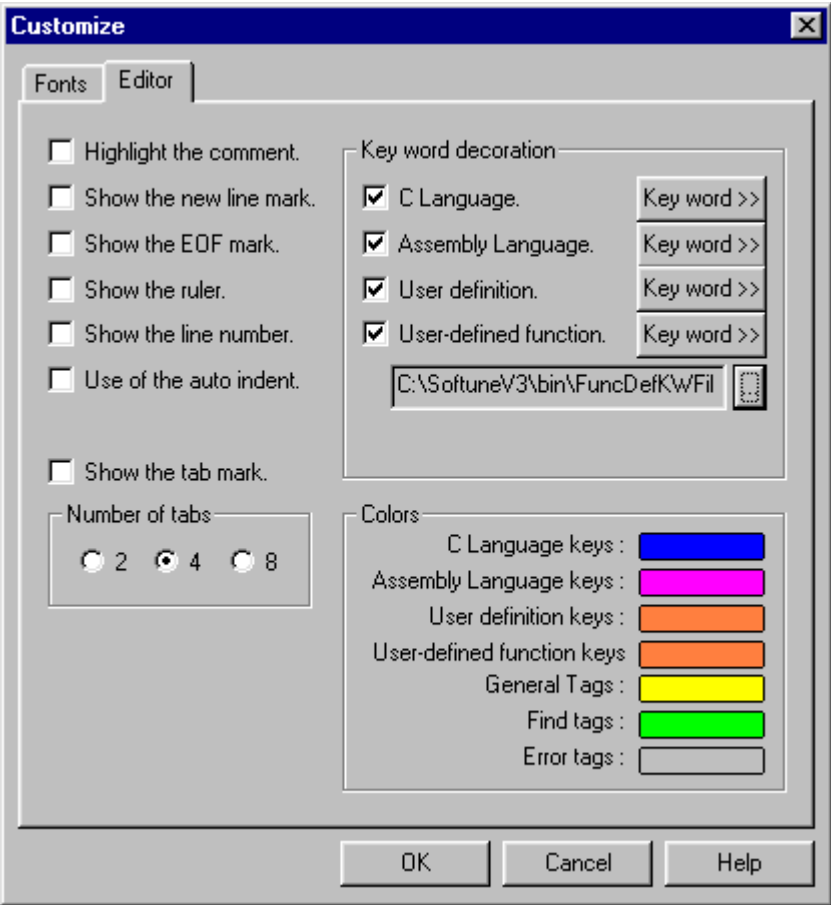 Customize
Fonts
Editor
Highlight the comment.
Show the new line mark.
Show the EOF mark.
Show the ruler.
Show the line number.
Use of the auto indent.
Show the tab mark.
Number of tabs
2 4 8
Key word decoration
C Language. Key word >>
Assembly Language. Key word >>
User definition. Key word >>
User-defined function. Key word >>
C:\SoftuneV3\bin\FuncDefKWFil ...
Colors
C Language keys :
Assembly Language keys :
User definition keys :
User-defined function keys
General Tags :
Find tags :
Error tags :
OK Cancel Help